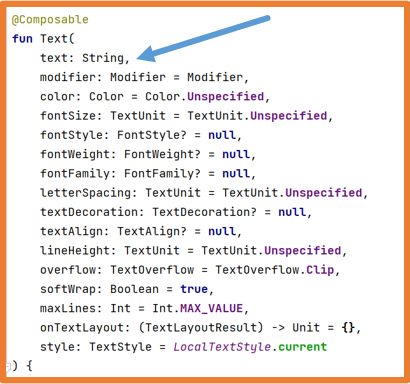 @Composable
fun Text(
text: String,
modifier: Modifier = Modifier,
color: Color = Color.Unspecified,
fontSize: TextUnit = TextUnit.Unspecified,
fontStyle: FontStyle? = null,
fontWeight: FontWeight? = null,
fontFamily: FontFamily? = null,
letterSpacing: TextUnit = TextUnit.Unspecified,
textDecoration: TextDecoration? = null,
textAlign: TextAlign? = null,
lineHeight: TextUnit = TextUnit.Unspecified,
overflow: TextOverflow = TextOverflow.Clip,
softWrap: Boolean = true,
maxLines: Int = Int.MAX_VALUE,
onTextLayout: (TextLayoutResult) -> Unit = {},
style: TextStyle = LocalTextStyle.current
) {